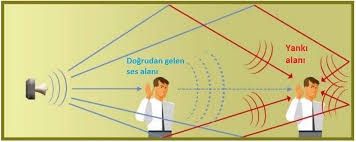 Doğrudan gelen
ses alanı
Yankı
alanı